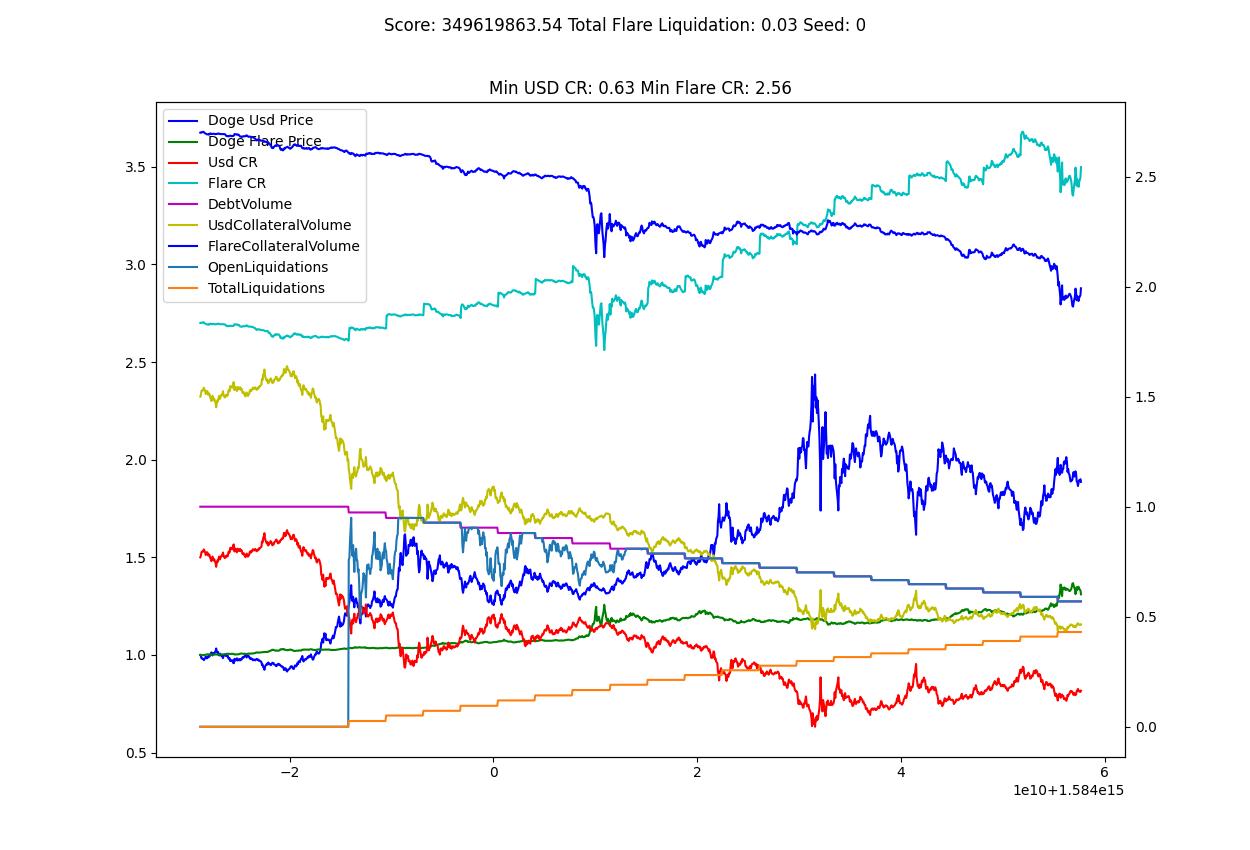 Score: 349619863.54 Total Flare Liquidation: 0.03 Seed: 0
Min USD CR: 0.63 Min Flare CR: 2.56
Doge Usd Price
Doge Flare Price
Usd CR
Flare CR
DebtVolume
UsdCollateralVolume
FlareCollateralVolume
OpenLiquidations
TotalLiquidations
3.5
3.0
2.5
2.0
1.5
1.0
0.5
2.5
2.0
1.5
1.0
0.5
0.0
−2
0
2
4
6
1e10+1.584e15